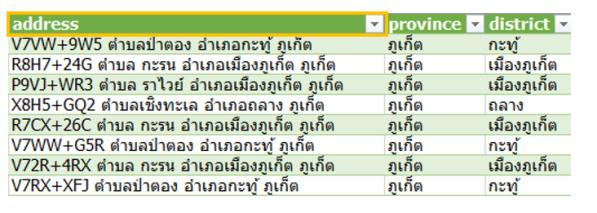 address province district
V7VW+9W5 ตำบลป่าตอง อำเภอกะทู้ ภูเก็ต ภูเก็ต กะทู้
R8H7+24G ตำบล กะรน อำเภอเมืองภูเก็ต ภูเก็ต ภูเก็ต เมืองภูเก็ต
P9VJ+WR3 ตำบล ราไวย์ อำเภอเมืองภูเก็ต ภูเก็ต ภูเก็ต เมืองภูเก็ต
X8H5+GQ2 ตำบลเชิงทะเล อำเภอถลาง ภูเก็ต ภูเก็ต ถลาง
R7CX+26C ตำบล กะรน อำเภอเมืองภูเก็ต ภูเก็ต ภูเก็ต เมืองภูเก็ต
V7WW+G5R ตำบลป่าตอง อำเภอกะทู้ ภูเก็ต ภูเก็ต กะทู้
V72R+4RX ตำบล กะรน อำเภอเมืองภูเก็ต ภูเก็ต ภูเก็ต เมืองภูเก็ต
V7RX+XFJ ตำบลป่าตอง อำเภอกะทู้ ภูเก็ต ภูเก็ต กะทู้